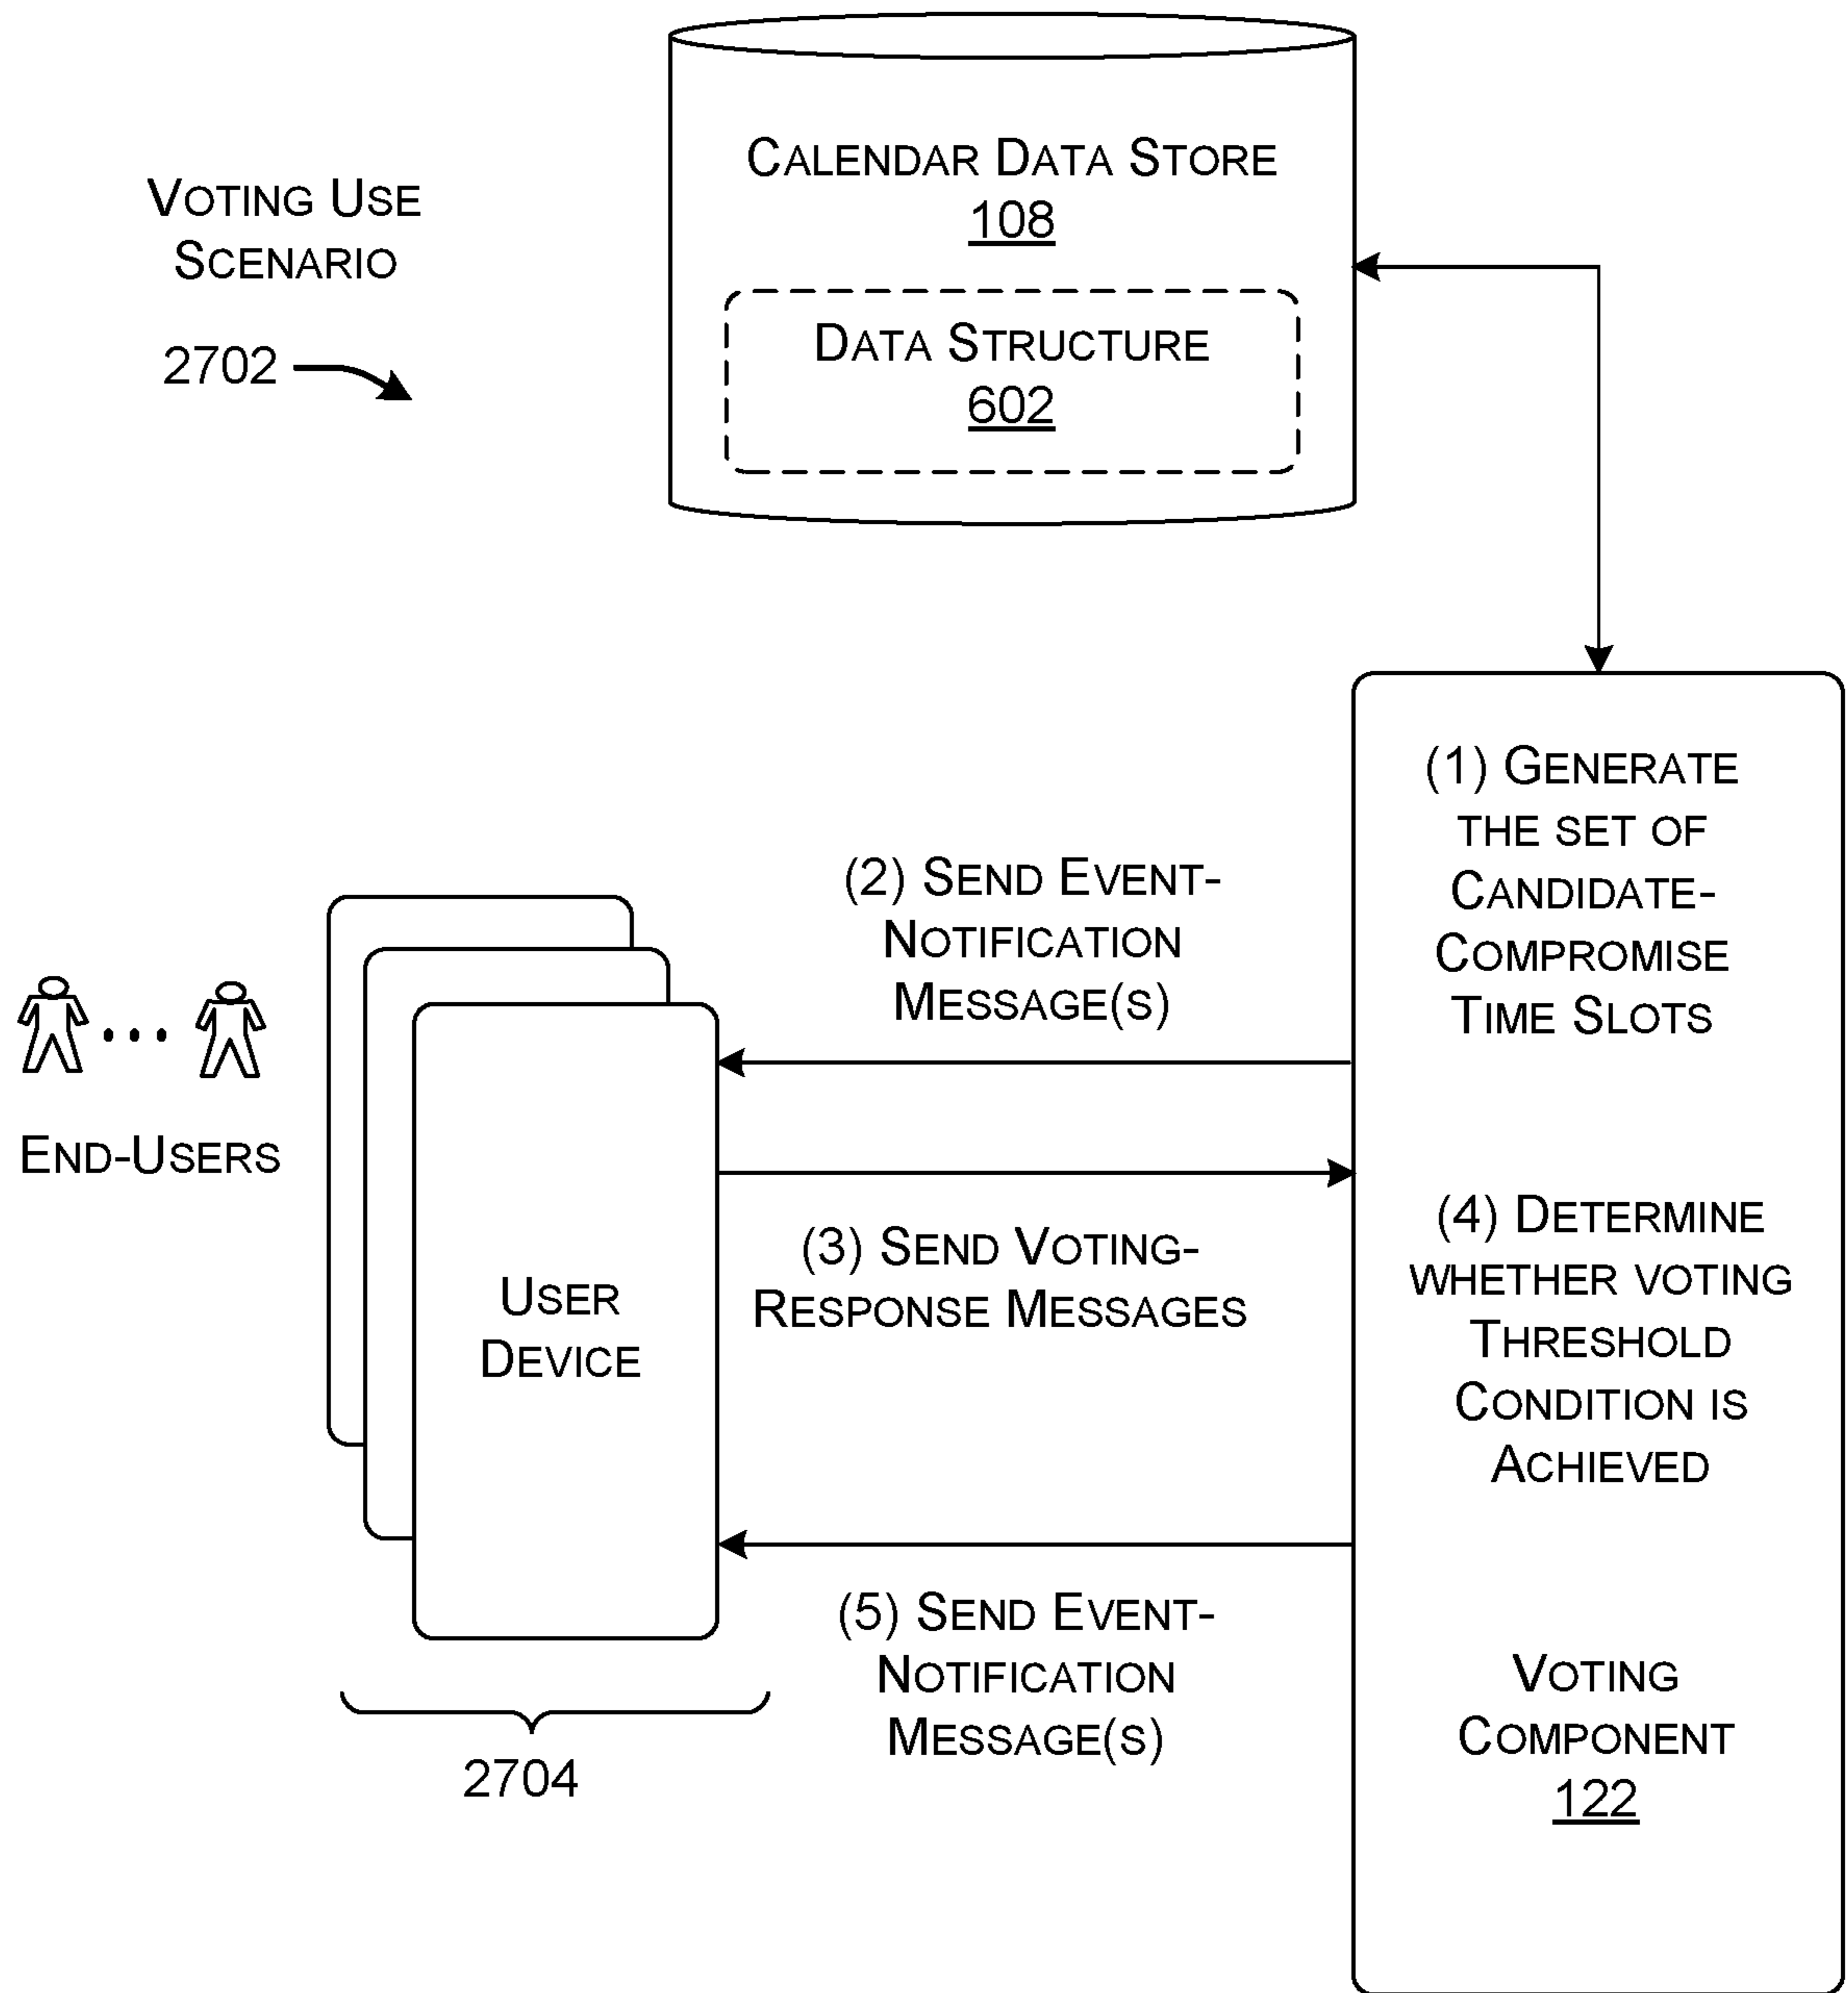 VOTING USE
SCENARIO
2702
CALENDAR DATA STORE
108
DATA STRUCTURE
602
(1) GENERATE
THE SET OF
CANDIDATE-
COMPROMISE
TIME SLOTS
(2) SEND EVENT-
NOTIFICATION
MESSAGE(S)
END-USERS
USER
DEVICE
(3) SEND VOTING-
RESPONSE MESSAGES
(4) DETERMINE
WHETHER VOTING
THRESHOLD
CONDITION IS
ACHIEVED
(5) SEND EVENT-
NOTIFICATION
MESSAGE(S)
2704
VOTING
COMPONENT
122